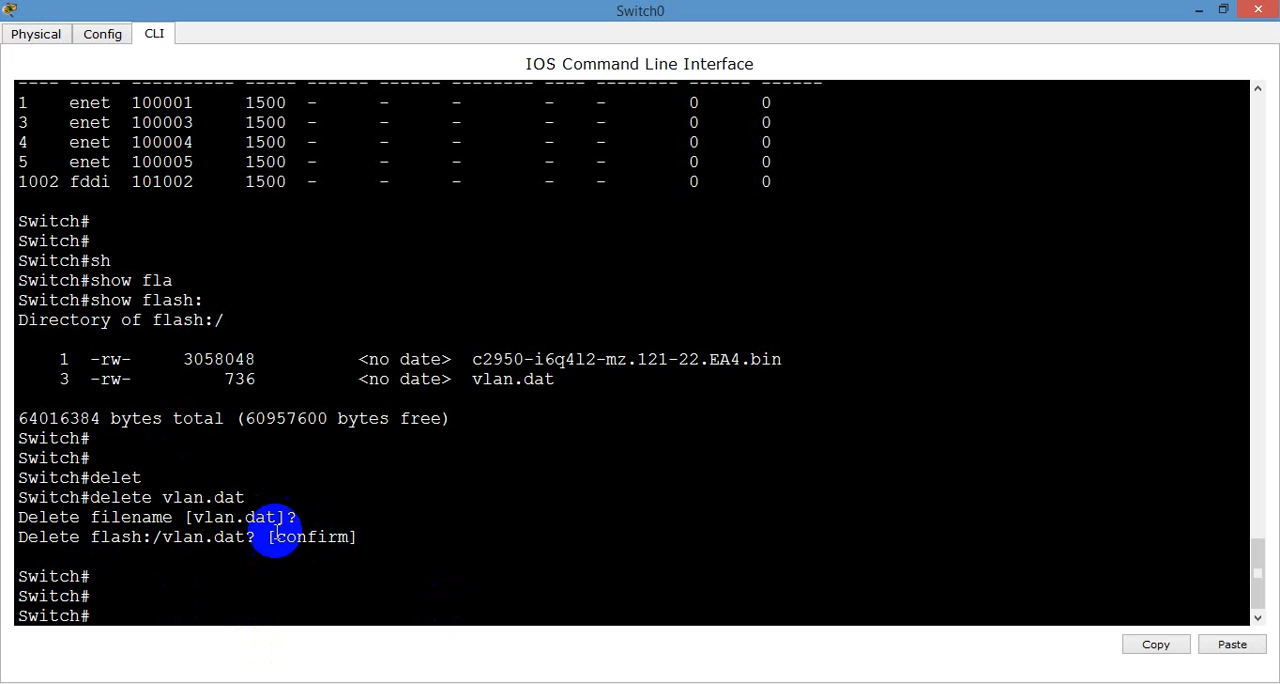 Switch0
Physical Config CLI
IOS Command Line Interface
---- ----- ---------- ----- ------ ------ -------- ---- -------- ------ ------
1 enet 100001 1500 - - - - - 0 0
3 enet 100003 1500 - - - - - 0 0
4 enet 100004 1500 - - - - - 0 0
5 enet 100005 1500 - - - - - 0 0
1002 fddi 101002 1500 - - - - - 0 0
Switch#
Switch#
Switch#sh
Switch#show fla
Switch#show flash:
Directory of flash:/
1 -rw- 3058048 <no date> c2950-i6q4l2-mz.121-22.EA4.bin
3 -rw- 736 <no date> vlan.dat
64016384 bytes total (60957600 bytes free)
Switch#
Switch#
Switch#delet
Switch#delete vlan.dat
Delete filename [vlan.dat]?
Delete flash:/vlan.dat? [confirm]
Switch#
Switch#
Switch#
Copy Paste